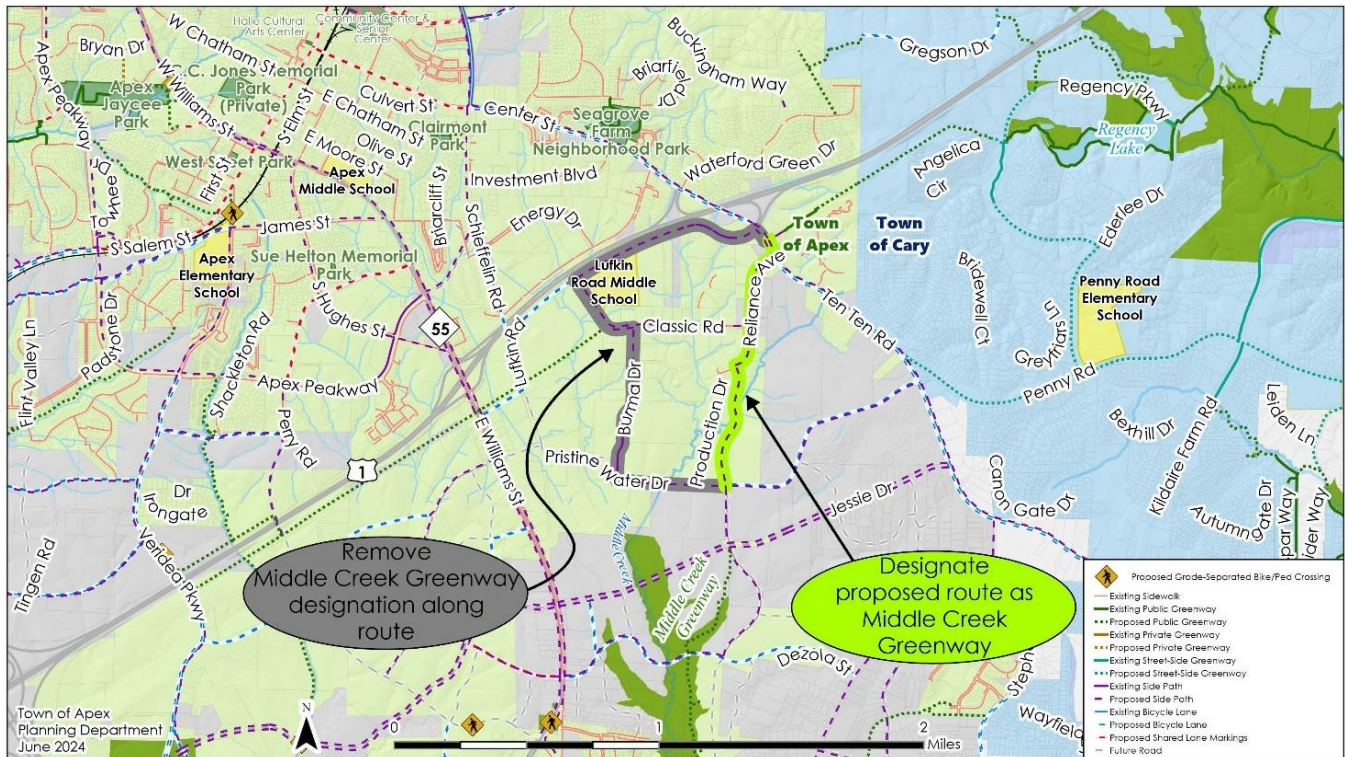 Halle Cultural
Arts Center
Community Center &
Senior
Center
W Chatham St
Bryan Dr
Apex Peakway
W Williams St
Apex
Jaycee
Park
Memorial
Park
(Private)
Culvert St
E Chatham St
S Elm St
Olive St
E Moore St
Clairmont
Park
Center St
Buckingham Way
Seagrove
Farm
Neighborhood Park
Waterford Green Dr
Gregson Dr
Regency Pkwy
Regency
Lake
Angelica
Cir
Ederlee Dr
First St
Apex
Middle School
Investment Blvd
Energy Dr
Briarcliff St
Schieffelin Rd
S Salem St
James St
Apex
Elementary
School
Sue Helton Memorial
Park
S Hughes St
55
Lufkin
Road Middle
School
Lufkin Rd
Classic Rd
Reliance Ave
Town
of Apex
Town
of Cary
Ten Ten Rd
Bridewell Ct
Greyfriars Ln
Penny Road
Elementary
School
Penny Rd
Flint Valley Ln
Padstone Dr
Shackleton Rd
Apex Peakway
Perry Rd
E Williams St
Burma Dr
Production Dr
Pristine Water Dr
Jessie Dr
Canon Gate Dr
Bexhill Dr
Kildaire Farm Rd
Leiden Ln
Autumn
Gate Dr
1
Irongate
Dr
Veridea Pkwy
Tingen Rd
Middle Creek
Middle Creek
Greenway
Dezola St
Wayfield
Remove
Middle Creek Greenway
designation along
route
Designate
proposed route as
Middle Creek
Greenway
Town of Apex
Planning Department
June 2024
N
0
1
2
Miles
Proposed Grade-Separated Bike/Ped Crossing
Existing Sidewalk
Existing Public Greenway
Proposed Public Greenway
Existing Private Greenway
Proposed Private Greenway
Existing Street-Side Greenway
Proposed Street-Side Greenway
Existing Side Path
Proposed Side Path
Existing Bicycle Lane
Proposed Bicycle Lane
Proposed Shared Lane Markings
Future Road